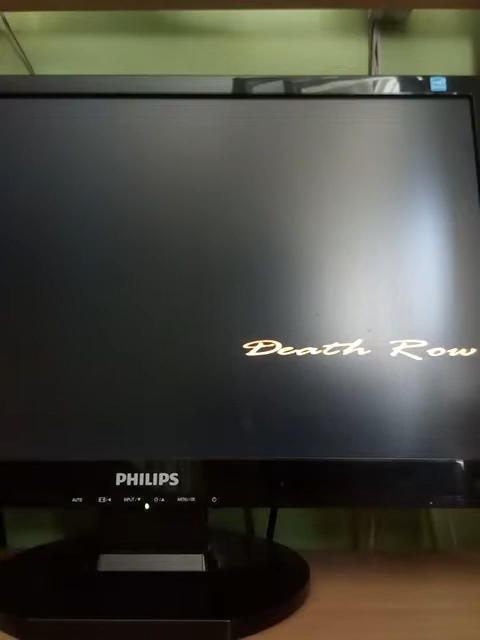 Death Row
PHILIPS
AUTO
INPUT/▼
MENU/OK